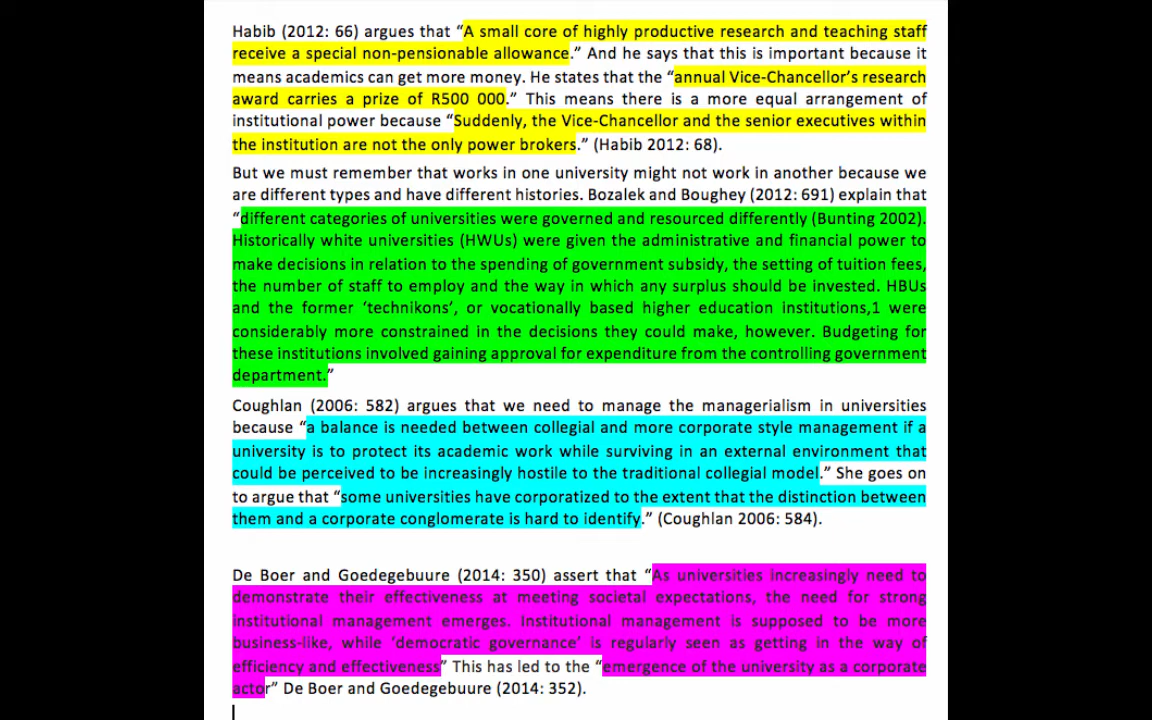 Habib (2012: 66) argues that “A small core of highly productive research and teaching staff
receive a special non-pensionable allowance.” And he says that this is important because it
means academics can get more money. He states that the “annual Vice-Chancellor’s research
award carries a prize of R500 000.” This means there is a more equal arrangement of
institutional power because “Suddenly, the Vice-Chancellor and the senior executives within
the institution are not the only power brokers.” (Habib 2012: 68).
But we must remember that works in one university might not work in another because we
are different types and have different histories. Bozalek and Boughey (2012: 691) explain that
“different categories of universities were governed and resourced differently (Bunting 2002).
Historically white universities (HWUs) were given the administrative and financial power to
make decisions in relation to the spending of government subsidy, the setting of tuition fees,
the number of staff to employ and the way in which any surplus should be invested. HBUs
and the former ‘technikons’, or vocationally based higher education institutions,1 were
considerably more constrained in the decisions they could make, however. Budgeting for
these institutions involved gaining approval for expenditure from the controlling government
department.”
Coughlan (2006: 582) argues that we need to manage the managerialism in universities
because “a balance is needed between collegial and more corporate style management if a
university is to protect its academic work while surviving in an external environment that
could be perceived to be increasingly hostile to the traditional collegial model.” She goes on
to argue that “some universities have corporatized to the extent that the distinction between
them and a corporate conglomerate is hard to identify.” (Coughlan 2006: 584).
De Boer and Goedegebuure (2014: 350) assert that “As universities increasingly need to
demonstrate their effectiveness at meeting societal expectations, the need for strong
institutional management emerges. Institutional management is supposed to be more
business-like, while ‘democratic governance’ is regularly seen as getting in the way of
efficiency and effectiveness” This has led to the “emergence of the university as a corporate
actor” De Boer and Goedegebuure (2014: 352).